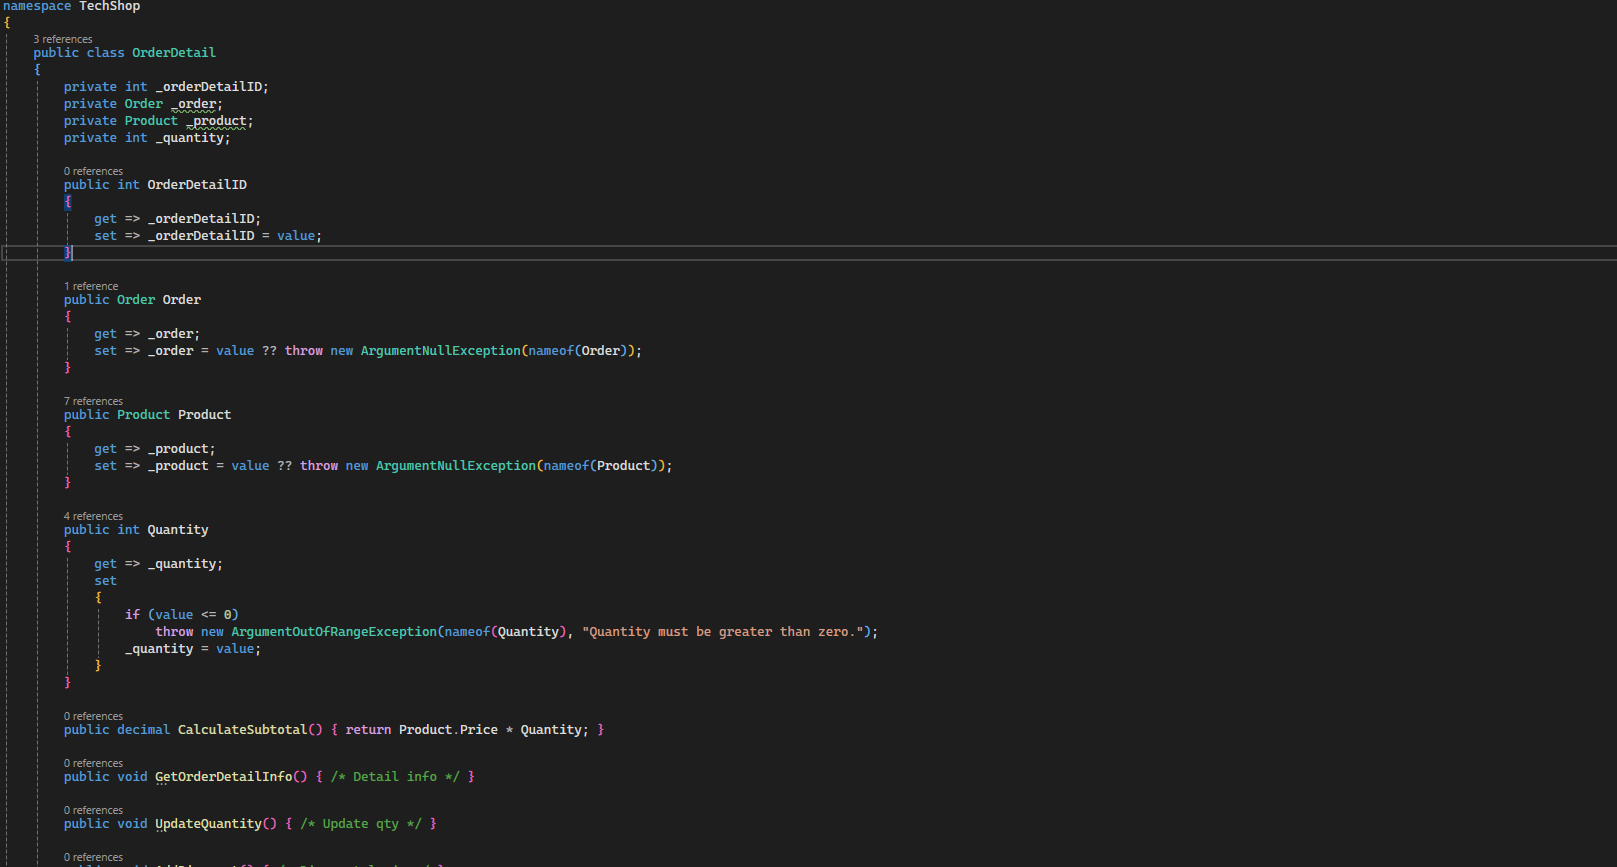 namespace TechShop
{
3 references
public class OrderDetail
{
private int _orderDetailID;
private Order _order;
private Product _product;
private int _quantity;
0 references
public int OrderDetailID
{
get => _orderDetailID;
set => _orderDetailID = value;
}
1 reference
public Order Order
{
get => _order;
set => _order = value ?? throw new ArgumentNullException(nameof(Order));
}
7 references
public Product Product
{
get => _product;
set => _product = value ?? throw new ArgumentNullException(nameof(Product));
}
4 references
public int Quantity
{
get => _quantity;
set
{
if (value <= 0)
throw new ArgumentOutOfRangeException(nameof(Quantity), "Quantity must be greater than zero.");
_quantity = value;
}
}
0 references
public decimal CalculateSubtotal() { return Product.Price * Quantity; }
0 references
public void GetOrderDetailInfo() { /* Detail info */ }
0 references
public void UpdateQuantity() { /* Update qty */ }
0 references